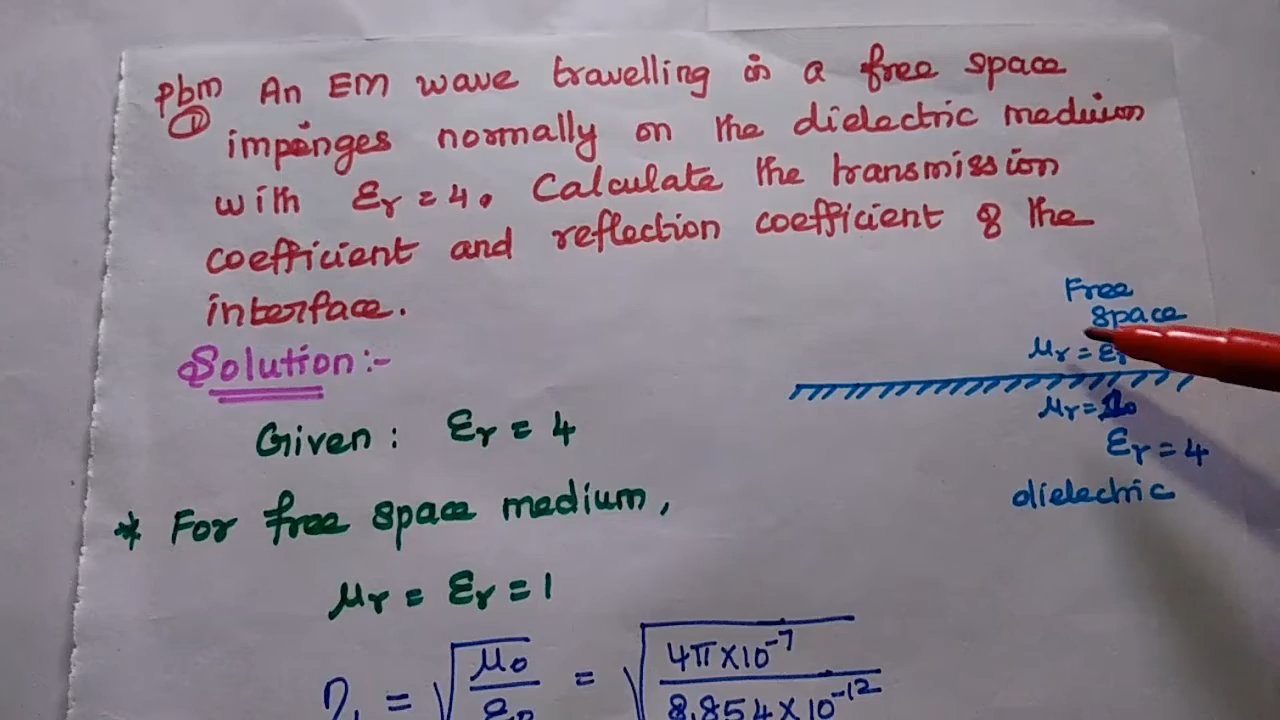 pbm
① An EM wave travelling in a free space
impinges normally on the dielectric medium
with εr = 4. Calculate the transmission
coefficient and reflection coefficient of the
interface.
Free
space
μr = εr
μr =
εr = 4
dielectric
Solution:-
Given: εr = 4
* For free space medium,
μr = εr = 1
η1 = √μ0/ε0 = √4π×10⁻⁷/8.854×10⁻¹²